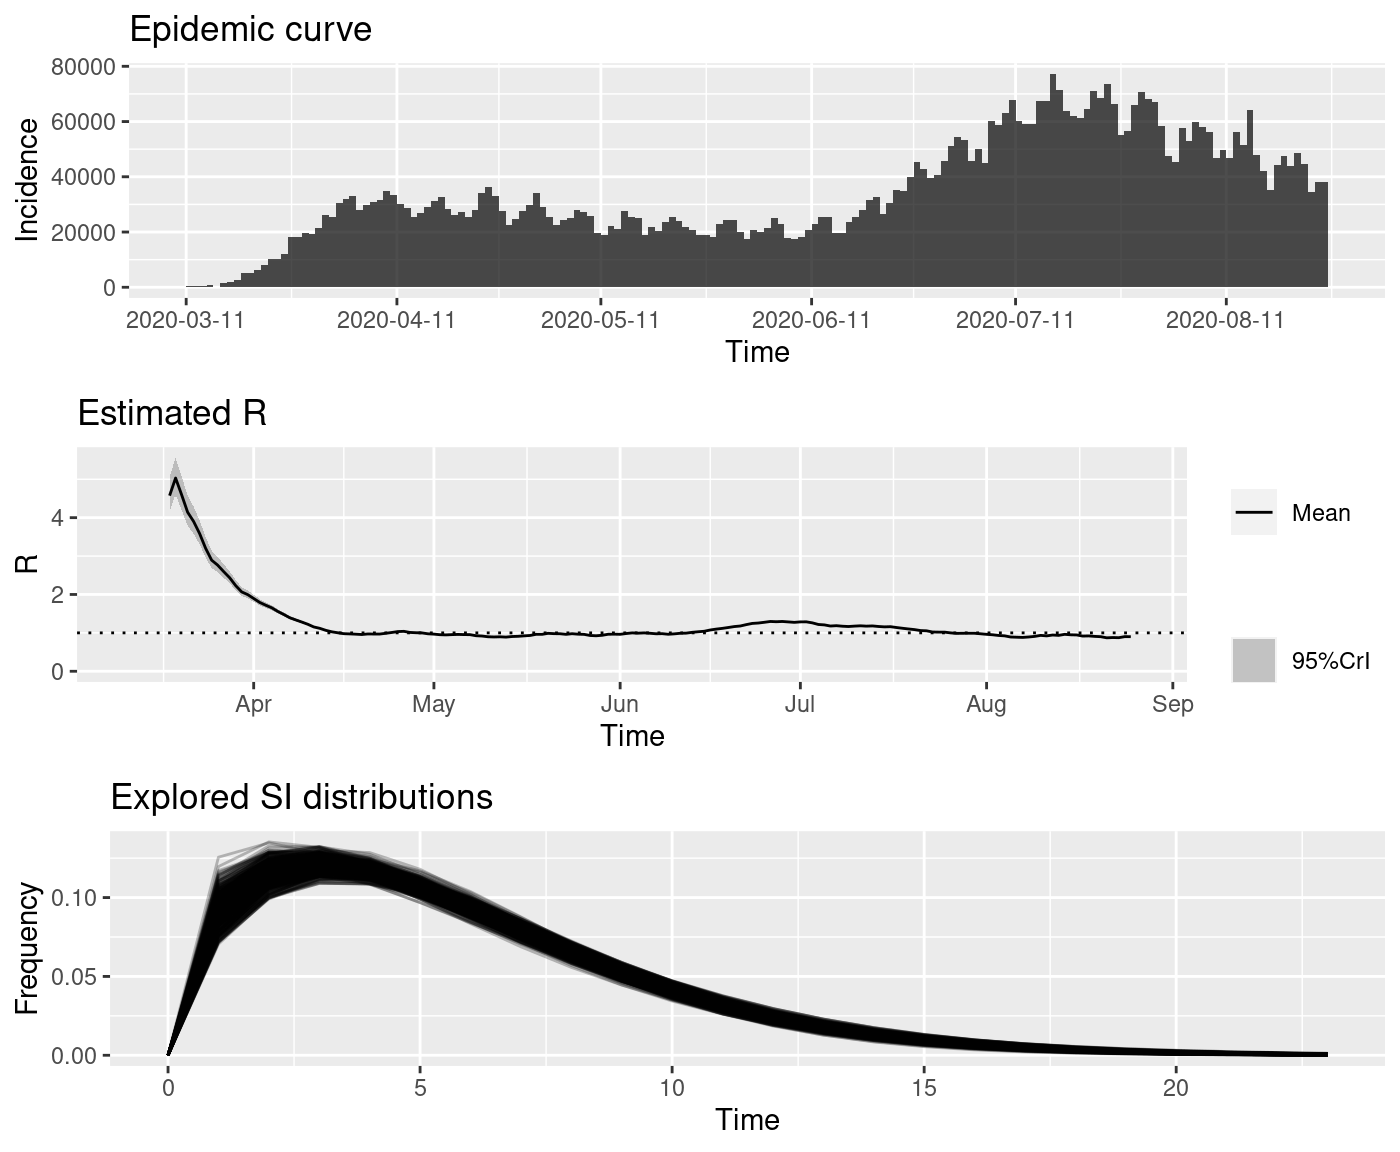 Epidemic curve
80000
60000
40000
20000
0
Incidence
2020-03-11 2020-04-11 2020-05-11 2020-06-11 2020-07-11 2020-08-11
Time
Estimated R
4
2
0
R
Apr May Jun Jul Aug Sep
Time
Mean
95%CrI
Explored SI distributions
0.10
0.05
0.00
Frequency
0 5 10 15 20
Time